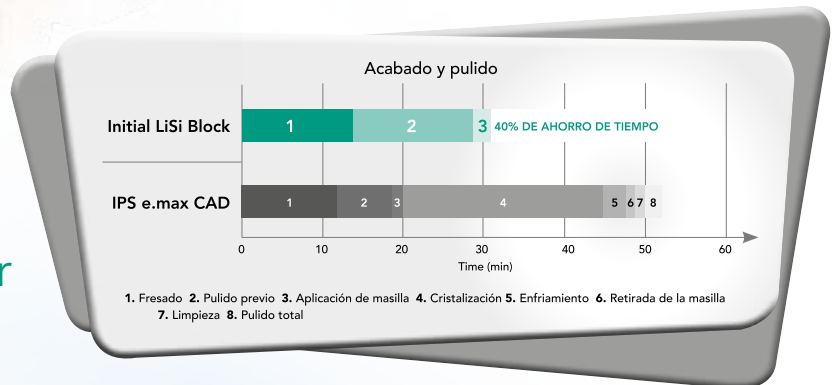 Acabado y pulido
Initial LiSi Block
1 2 3 40% DE AHORRO DE TIEMPO
IPS e.max CAD
1 2 3 4 5 6 7 8
0 10 20 30 40 50 60
Time (min)
r
1. Fresado 2. Pulido previo 3. Aplicación de masilla 4. Cristalización 5. Enfriamiento 6. Retirada de la masilla
7. Limpieza 8. Pulido total